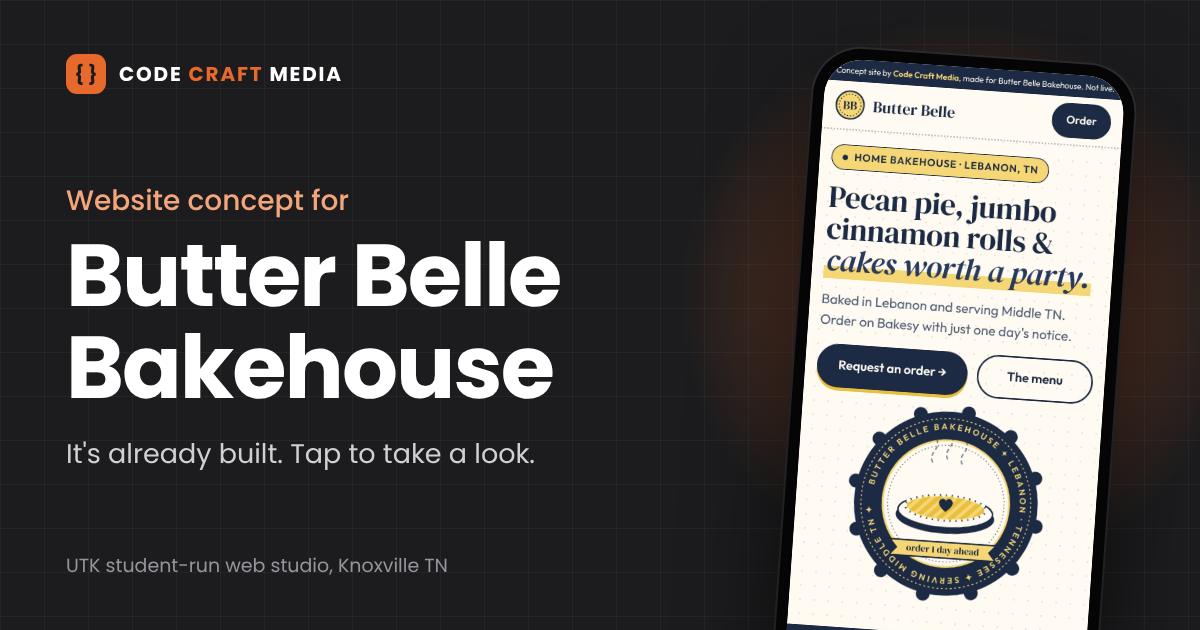 { } CODE CRAFT MEDIA
Website concept for
Butter Belle
Bakehouse
It's already built. Tap to take a look.
UTK student-run web studio, Knoxville TN
Concept site by Code Craft Media, made for Butter Belle Bakehouse. Not live.
BB Butter Belle
Order
HOME BAKEHOUSE · LEBANON, TN
Pecan pie, jumbo
cinnamon rolls &
cakes worth a party.
Baked in Lebanon and serving Middle TN.
Order on Bakesy with just one day's notice.
Request an order →
The menu
BUTTER BELLE BAKEHOUSE ✦ LEBANON TENNESSEE ✦ SERVING MIDDLE TN ✦
order 1 day ahead